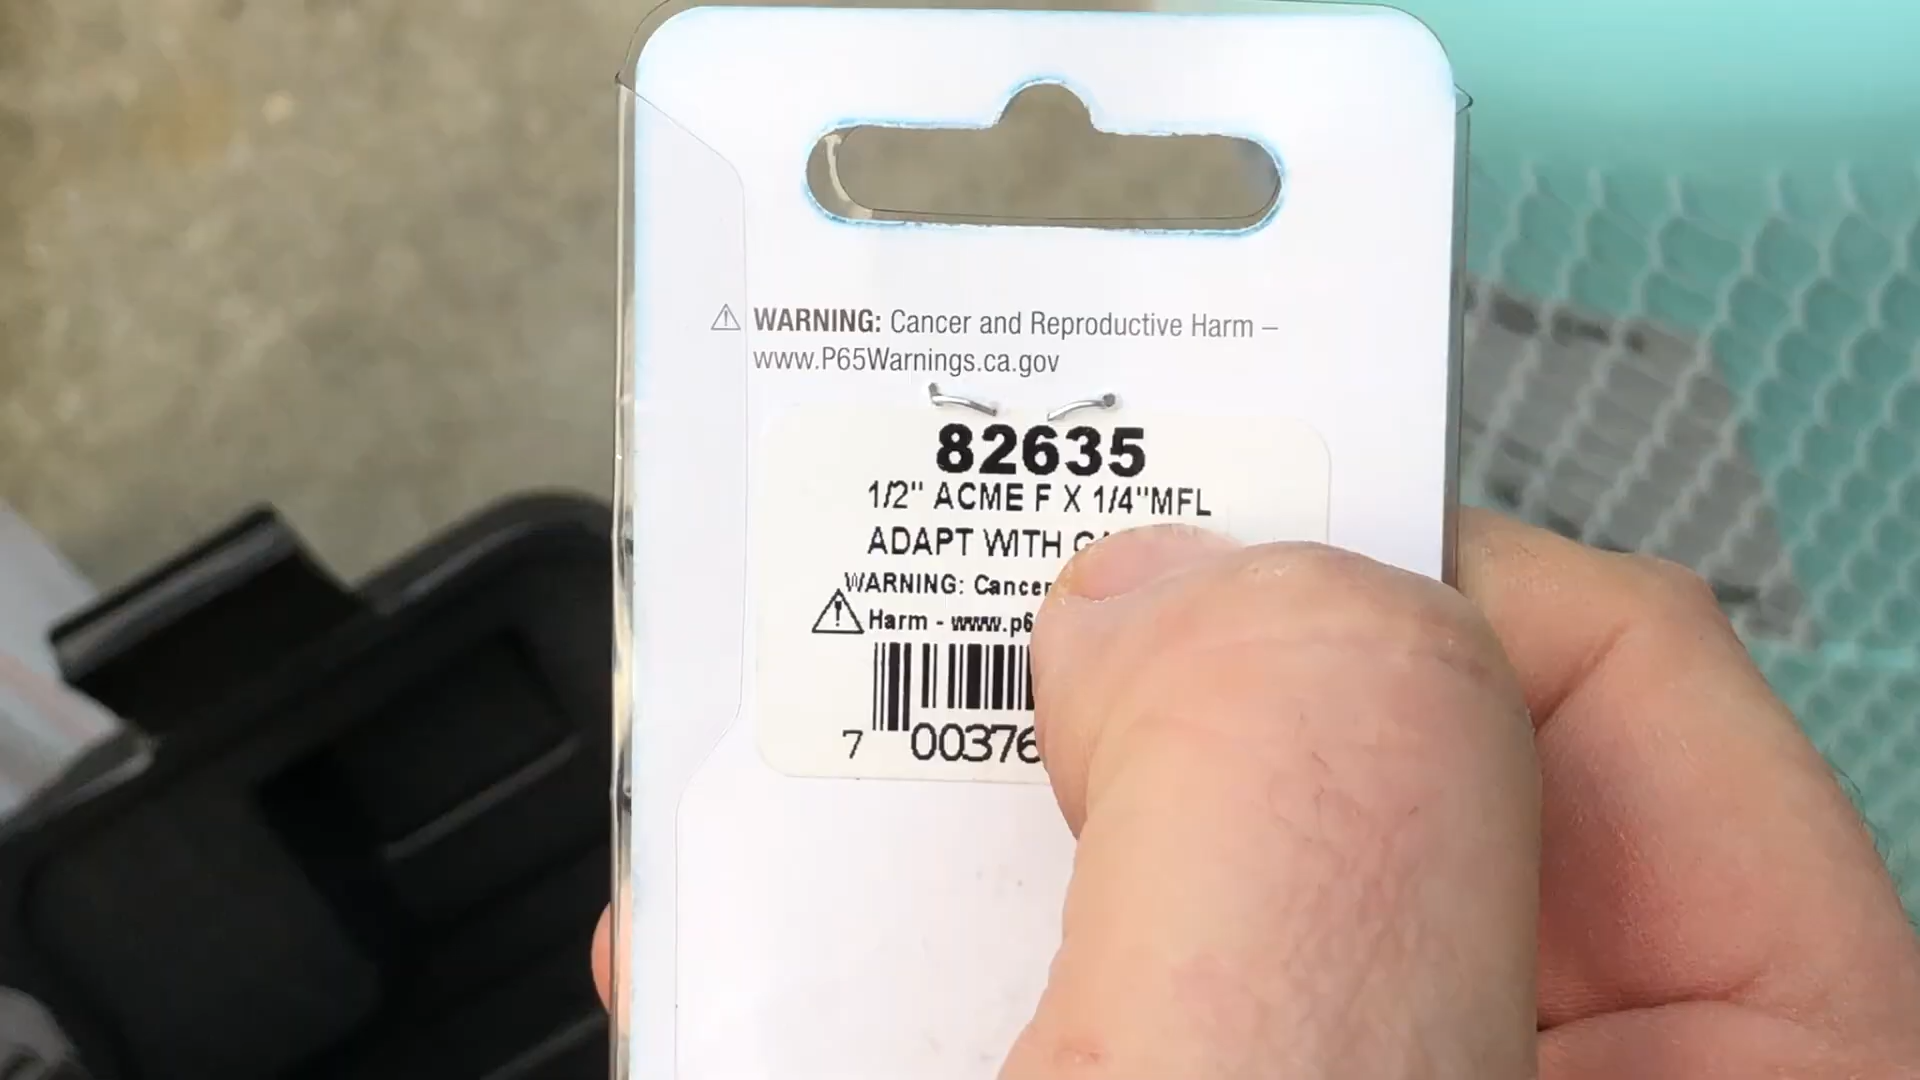 WARNING: Cancer and Reproductive Harm –
www.P65Warnings.ca.gov
82635
1/2" ACME F X 1/4"MFL
ADAPT WITH
WARNING: Cancer
Harm - www.p6
7 00376